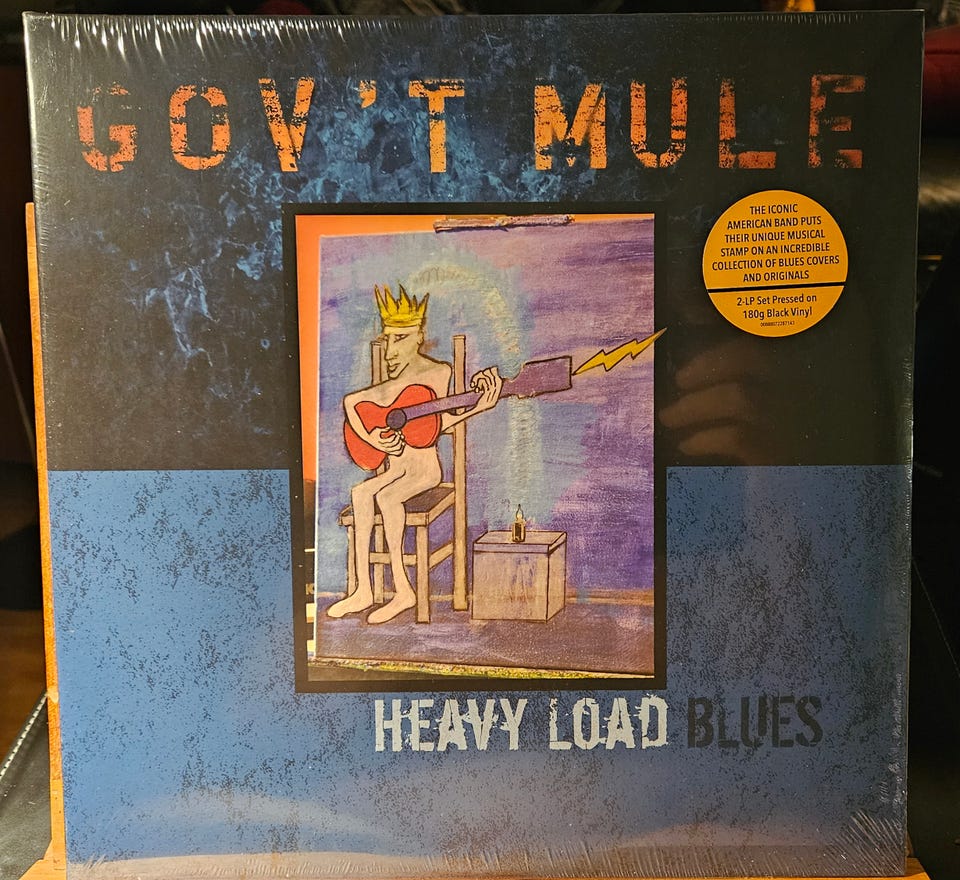 GOV'T MULE
THE ICONIC
AMERICAN BAND PUTS
THEIR UNIQUE MUSICAL
STAMP ON AN INCREDIBLE
COLLECTION OF BLUES COVERS
AND ORIGINALS
2-LP Set Pressed on
180g Black Vinyl
HEAVY LOAD BLUES